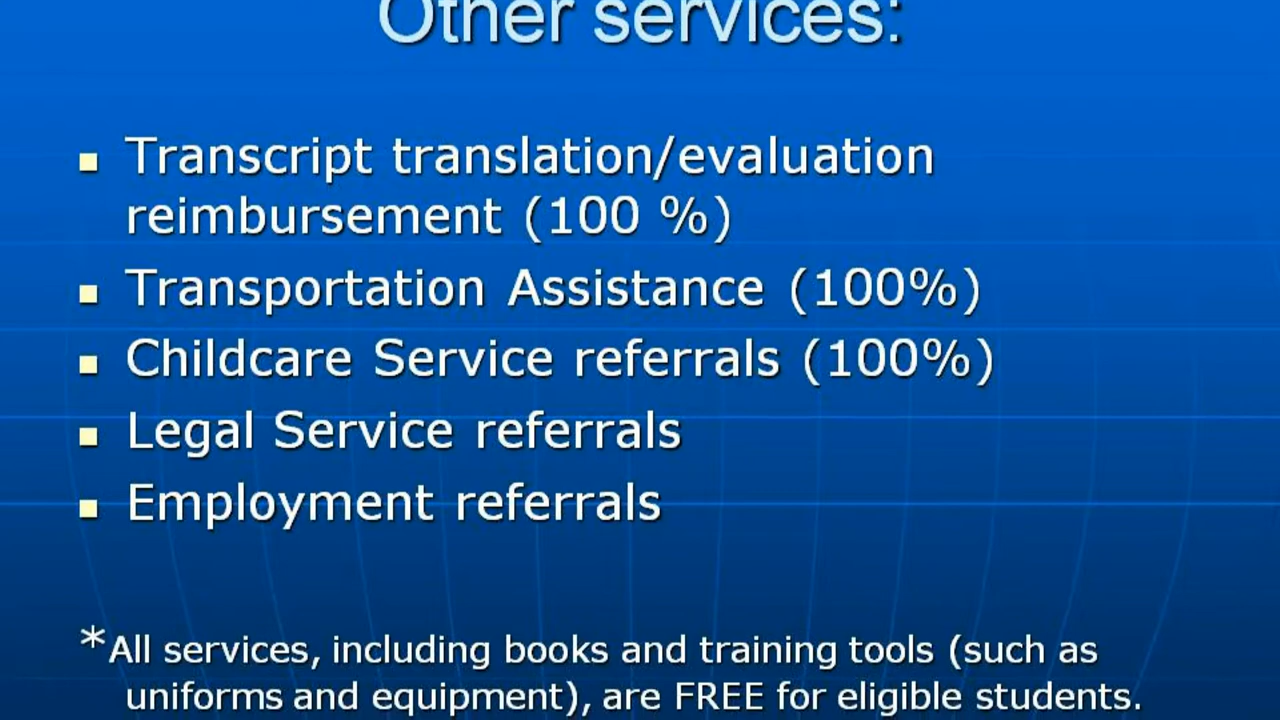 Other services:
Transcript translation/evaluation
reimbursement (100 %)
Transportation Assistance (100%)
Childcare Service referrals (100%)
Legal Service referrals
Employment referrals
*All services, including books and training tools (such as
uniforms and equipment), are FREE for eligible students.